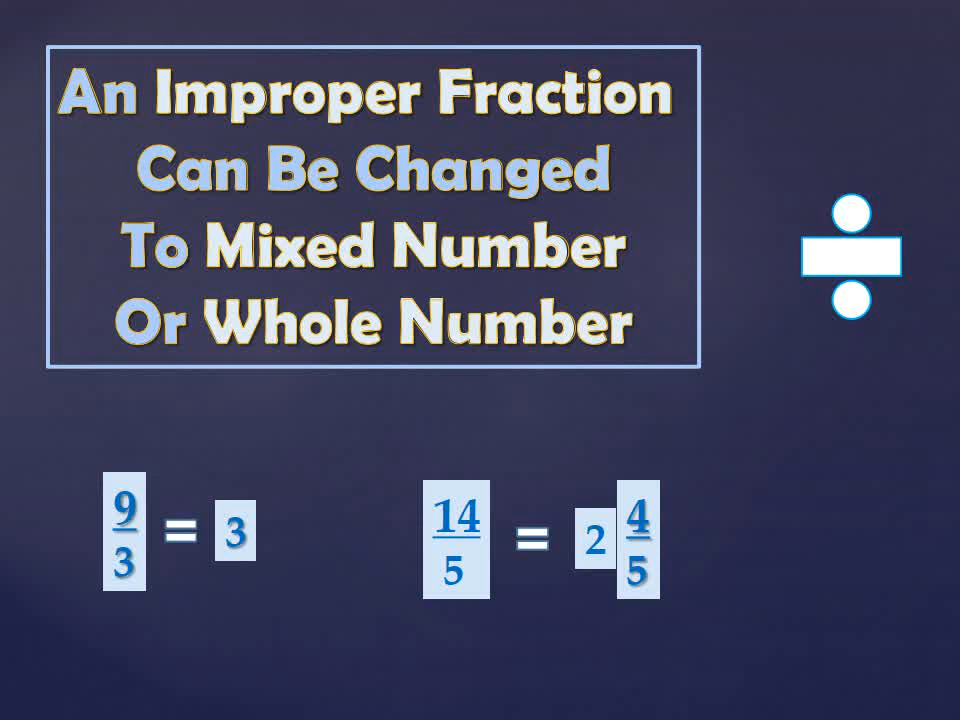 An Improper Fraction
Can Be Changed
To Mixed Number
Or Whole Number
÷
9/3 = 3
14/5 = 2 4/5